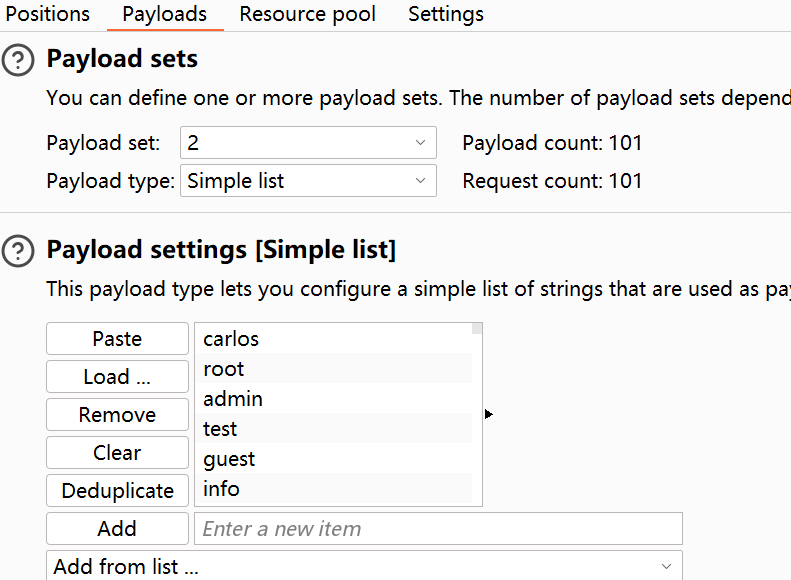 Positions Payloads Resource pool Settings
Payload sets
You can define one or more payload sets. The number of payload sets depend
Payload set: 2 Payload count: 101
Payload type: Simple list Request count: 101
Payload settings [Simple list]
This payload type lets you configure a simple list of strings that are used as pay
Paste
Load ...
Remove
Clear
Deduplicate
carlos
root
admin
test
guest
info
Add Enter a new item
Add from list ...